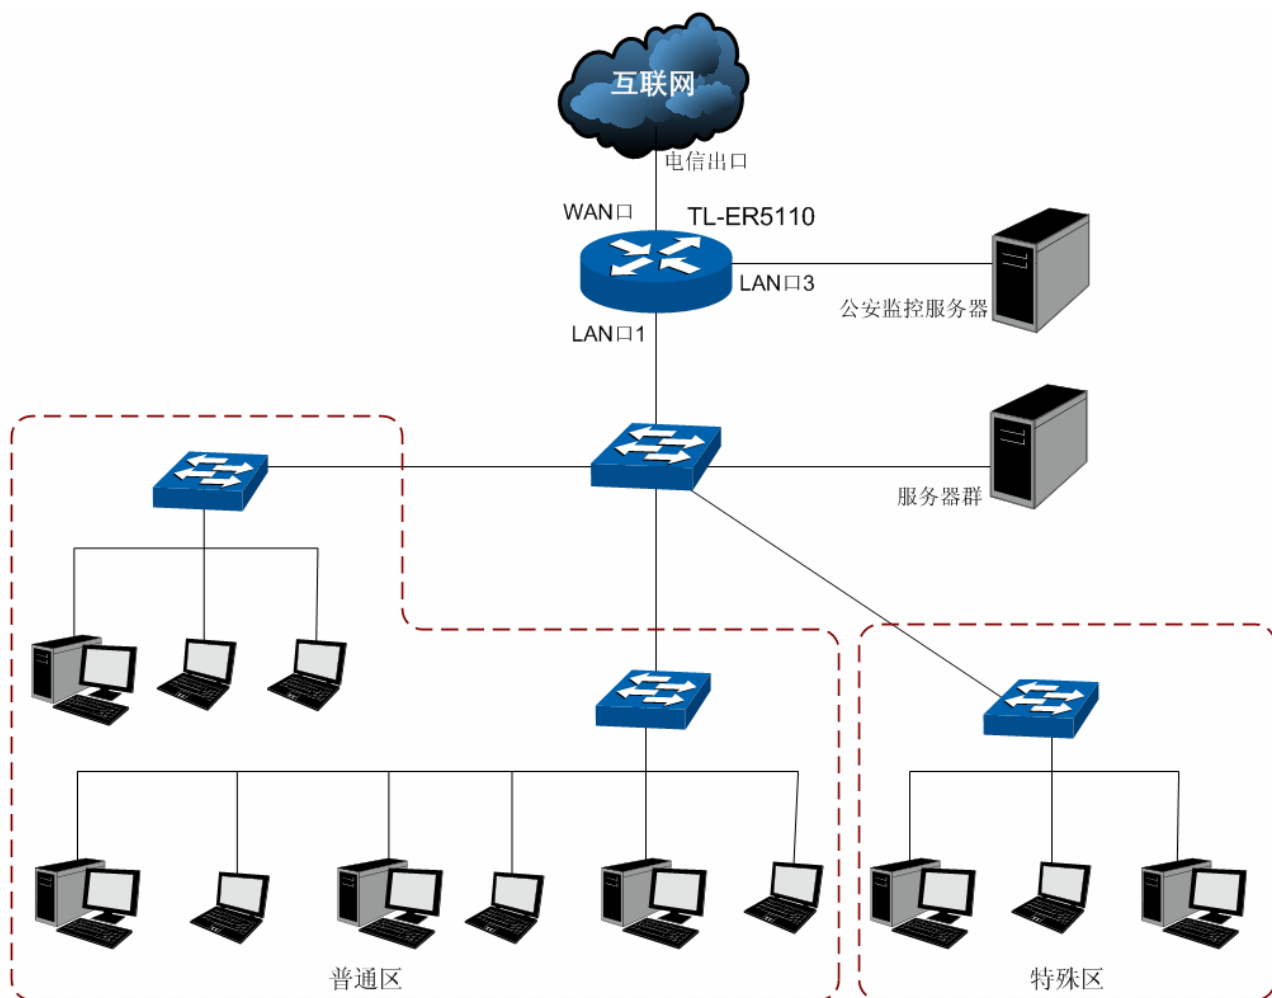 互联网
电信出口
WAN口
TL-ER5110
LAN口3
公安监控服务器
LAN口1
服务器群
普通区
特殊区